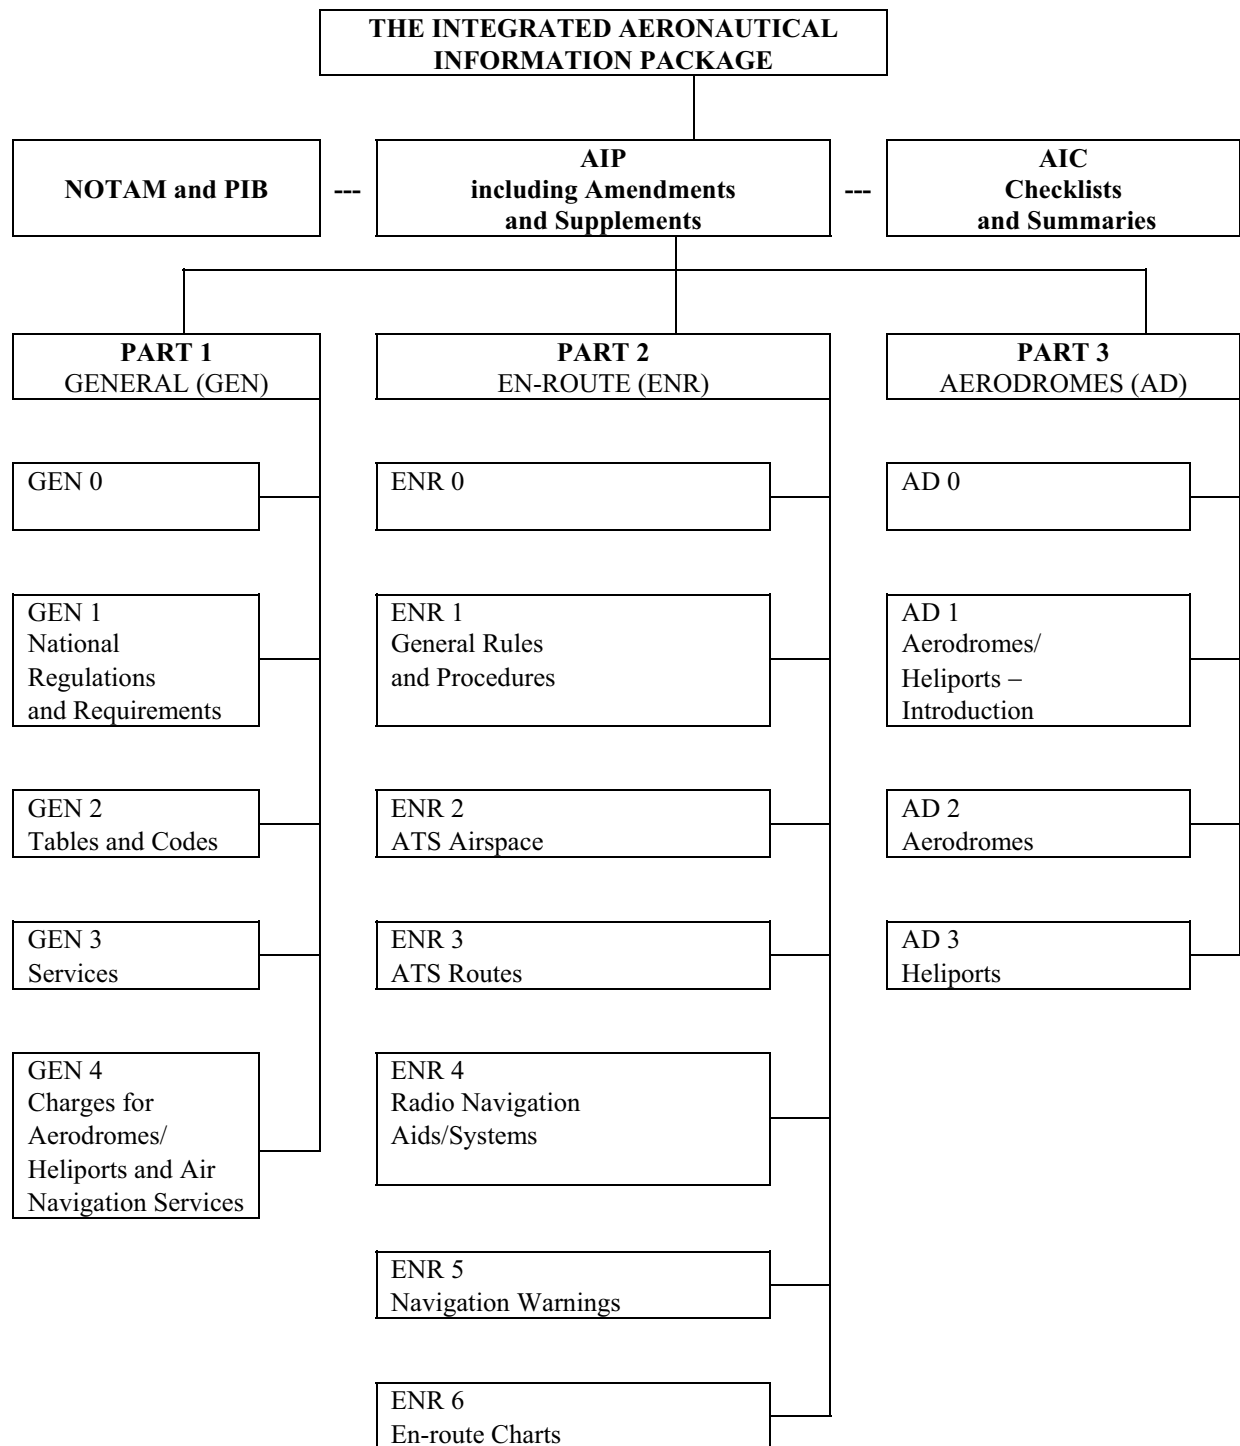 THE INTEGRATED AERONAUTICAL
INFORMATION PACKAGE
NOTAM and PIB
---
AIP
including Amendments
and Supplements
---
AIC
Checklists
and Summaries
PART 1
GENERAL (GEN)
PART 2
EN-ROUTE (ENR)
PART 3
AERODROMES (AD)
GEN 0
ENR 0
AD 0
GEN 1
National
Regulations
and Requirements
ENR 1
General Rules
and Procedures
AD 1
Aerodromes/
Heliports –
Introduction
GEN 2
Tables and Codes
ENR 2
ATS Airspace
AD 2
Aerodromes
GEN 3
Services
ENR 3
ATS Routes
AD 3
Heliports
GEN 4
Charges for
Aerodromes/
Heliports and Air
Navigation Services
ENR 4
Radio Navigation
Aids/Systems
ENR 5
Navigation Warnings
ENR 6
En-route Charts